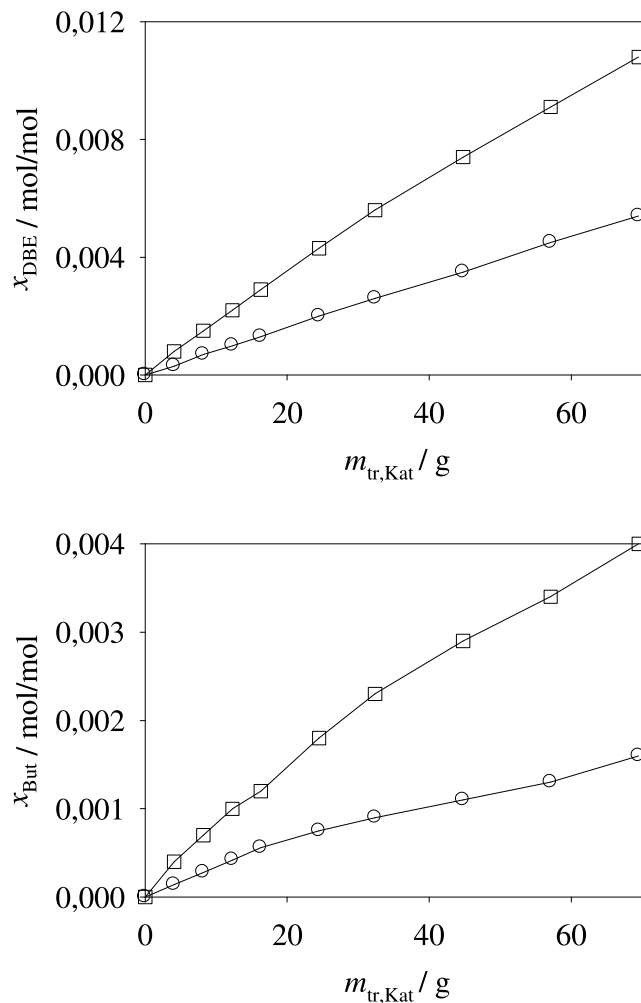 0,012
0,008
0,004
0,000
x_DBE / mol/mol
0 20 40 60
m_tr,Kat / g
0,004
0,003
0,002
0,001
0,000
x_But / mol/mol
0 20 40 60
m_tr,Kat / g